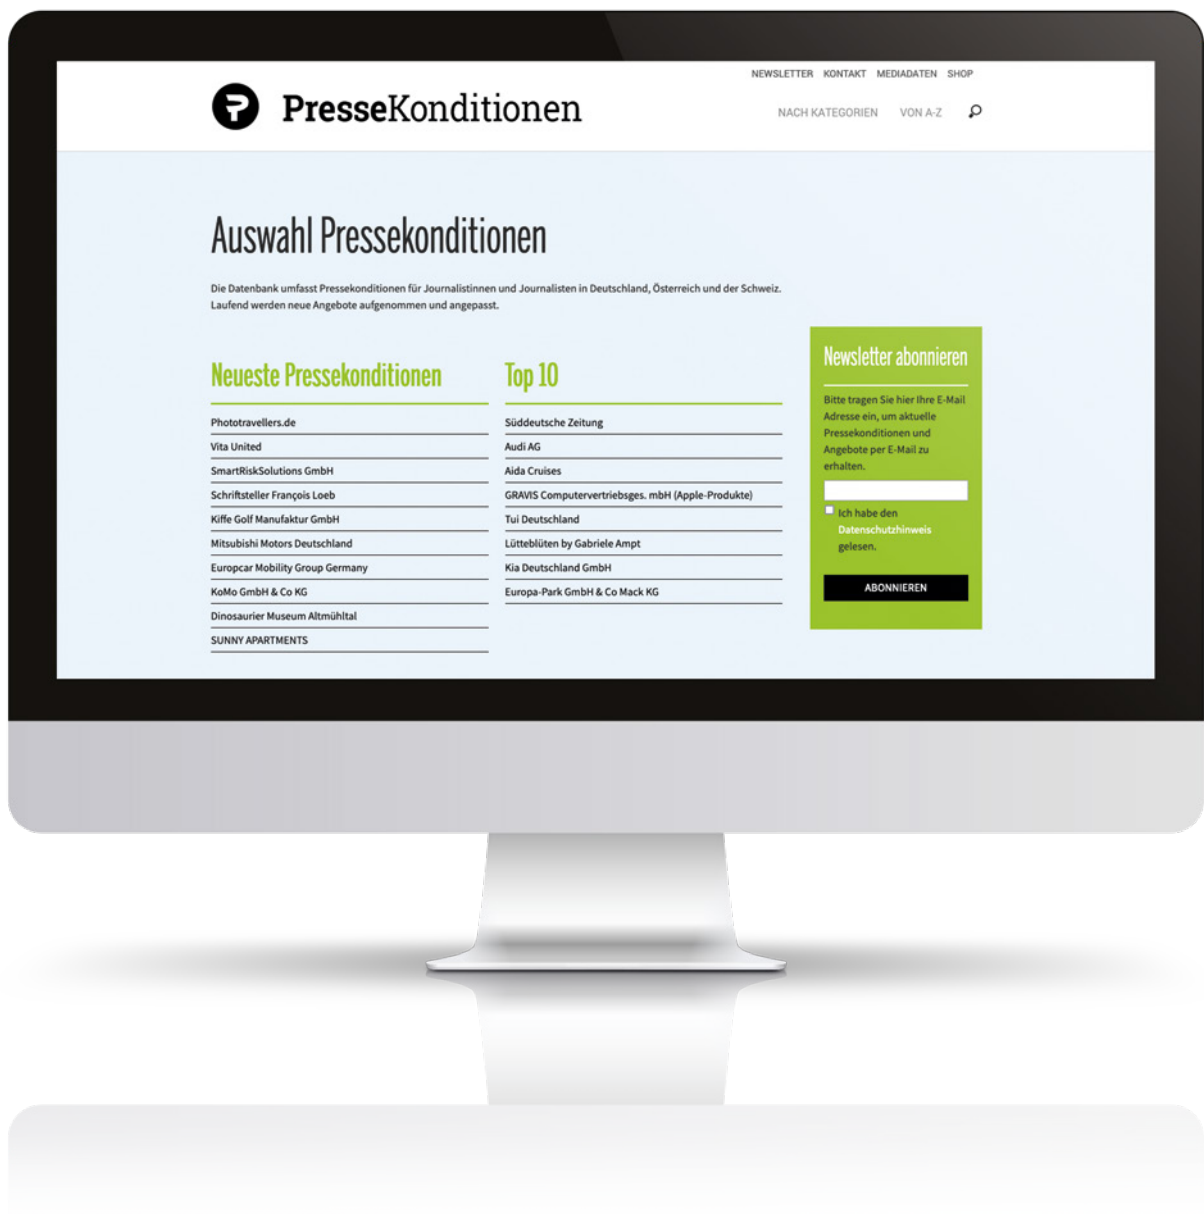 NEWSLETTER KONTAKT MEDIADATEN SHOP
PresseKonditionen
NACH KATEGORIEN VON A-Z
Auswahl Pressekonditionen
Die Datenbank umfasst Pressekonditionen für Journalistinnen und Journalisten in Deutschland, Österreich und der Schweiz.
Laufend werden neue Angebote aufgenommen und angepasst.
Neueste Pressekonditionen
Phototravellers.de
Vita United
SmartRiskSolutions GmbH
Schriftsteller François Loeb
Kiffe Golf Manufaktur GmbH
Mitsubishi Motors Deutschland
Europcar Mobility Group Germany
KoMo GmbH & Co KG
Dinosaurier Museum Altmühltal
SUNNY APARTMENTS
Top 10
Süddeutsche Zeitung
Audi AG
Aida Cruises
GRAVIS Computervertriebsges. mbH (Apple-Produkte)
Tui Deutschland
Lütteblüten by Gabriele Ampt
Kia Deutschland GmbH
Europa-Park GmbH & Co Mack KG
Newsletter abonnieren
Bitte tragen Sie hier Ihre E-Mail
Adresse ein, um aktuelle
Pressekonditionen und
Angebote per E-Mail zu
erhalten.
Ich habe den
Datenschutzhinweis
gelesen.
ABONNIEREN